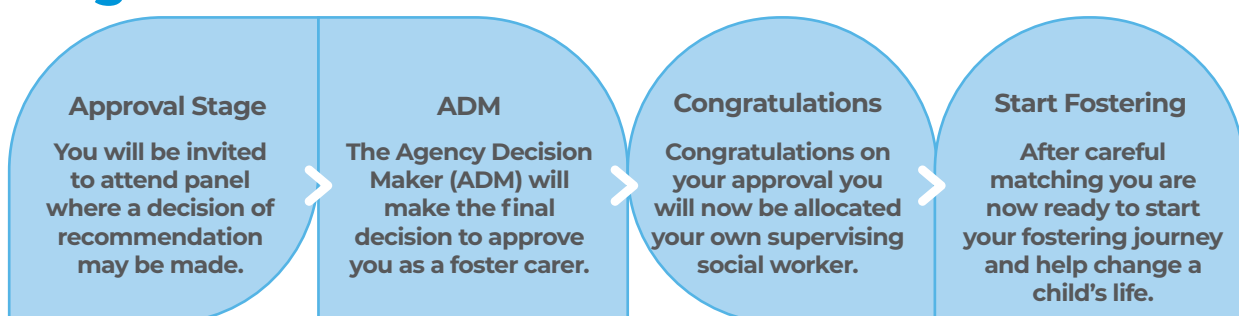 Approval Stage
You will be invited
to attend panel
where a decision of
recommendation
may be made.
ADM
The Agency Decision
Maker (ADM) will
make the final
decision to approve
you as a foster carer.
Congratulations
Congratulations on
your approval you
will now be allocated
your own supervising
social worker.
Start Fostering
After careful
matching you are
now ready to start
your fostering journey
and help change a
child's life.